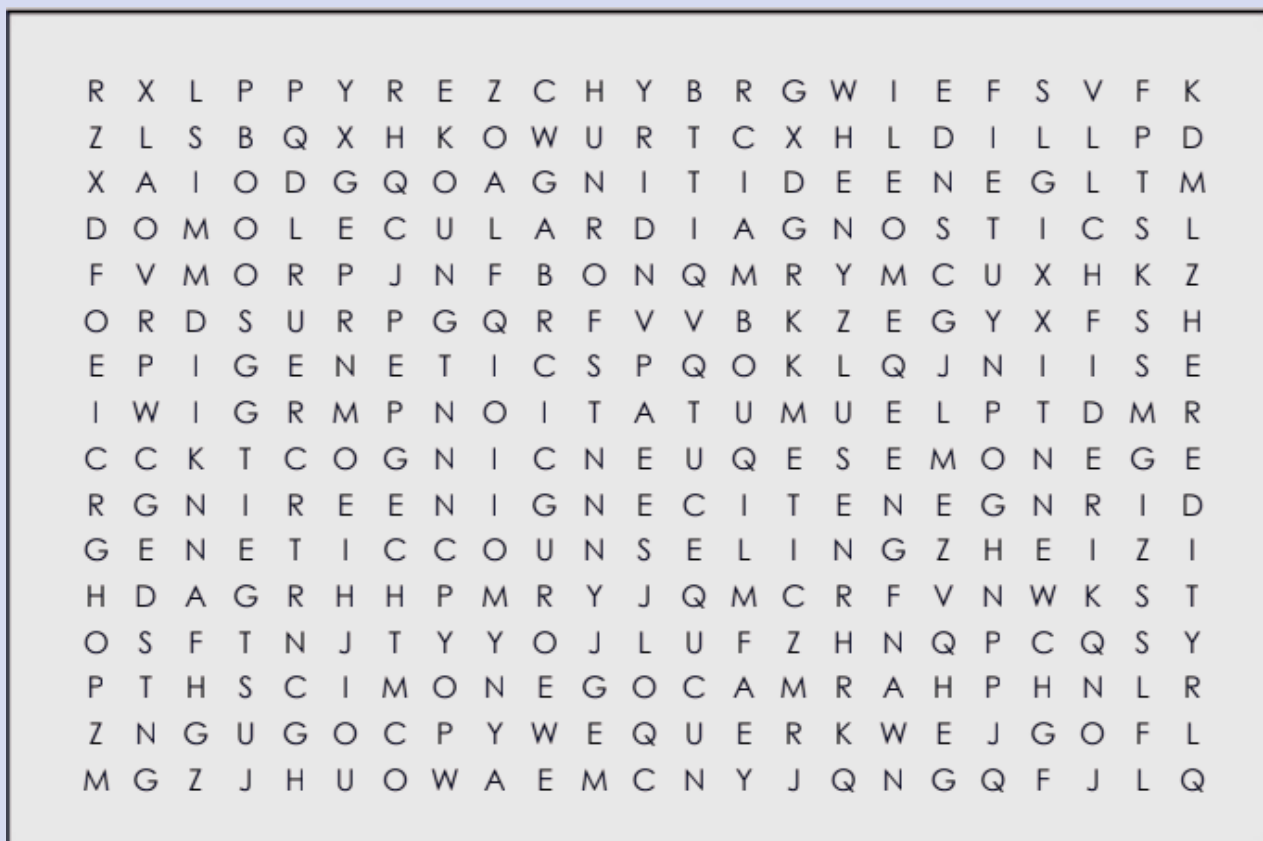 R X L P P Y R E Z C H Y B R G W I E F S V F K
Z L S B Q X H K O W U R T C X H L D I L L P D
X A I O D G Q O A G N I T I D E E N E G L T M
D O M O L E C U L A R D I A G N O S T I C S L
F V M O R P J N F B O N Q M R Y M C U X H K Z
O R D S U R P G Q R F V V B K Z E G Y X F S H
E P I G E N E T I C S P Q O K L Q J N I I S E
I W I G R M P N O I T A T U M U E L P T D M R
C C K T C O G N I C N E U Q E S E M O N E G E
R G N I R E E N I G N E C I T E N E G N R I D
G E N E T I C C O U N S E L I N G Z H E I Z I
H D A G R H H P M R Y J Q M C R F V N W K S T
O S F T N J T Y Y O J L U F Z H N Q P C Q S Y
P T H S C I M O N E G O C A M R A H P H N L R
Z N G U G O C P Y W E Q U E R K W E J G O F L
M G Z J H U O W A E M C N Y J Q N G Q F J L Q